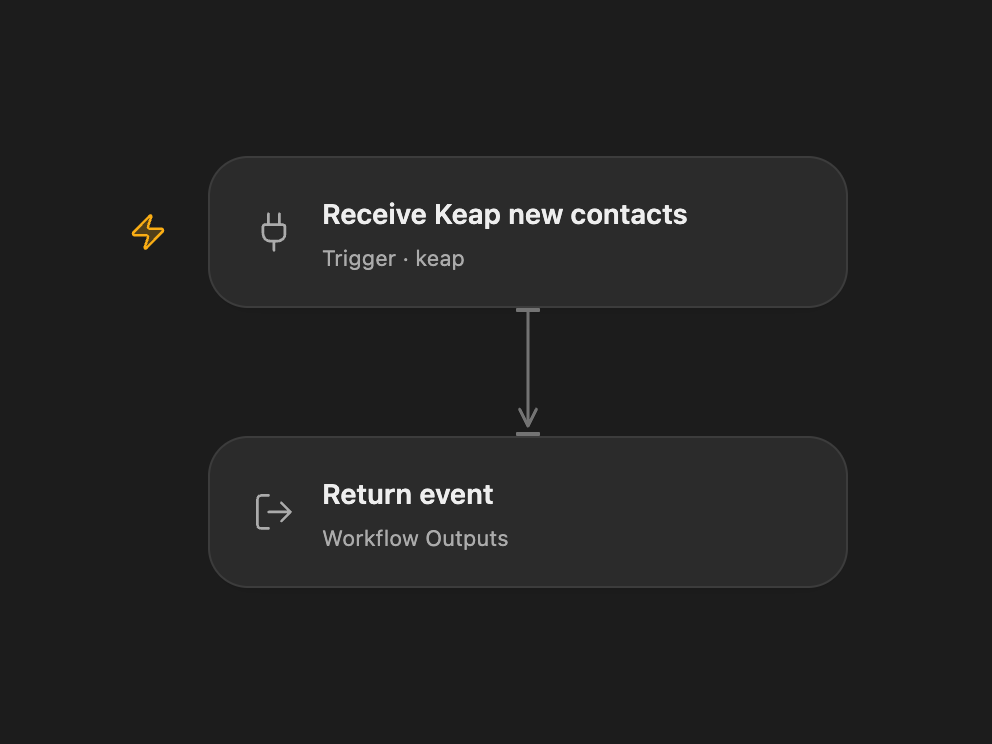 Receive Keap new contacts
Trigger · keap
Return event
Workflow Outputs